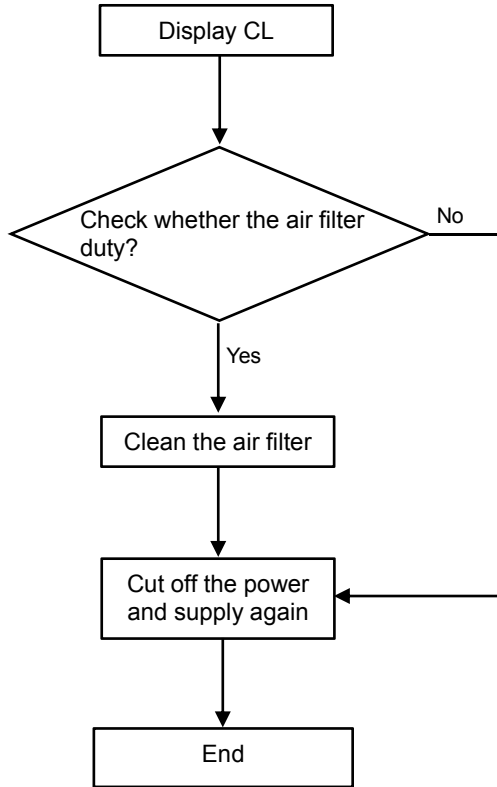 Display CL
Check whether the air filter
duty?
No
Yes
Clean the air filter
Cut off the power
and supply again
End